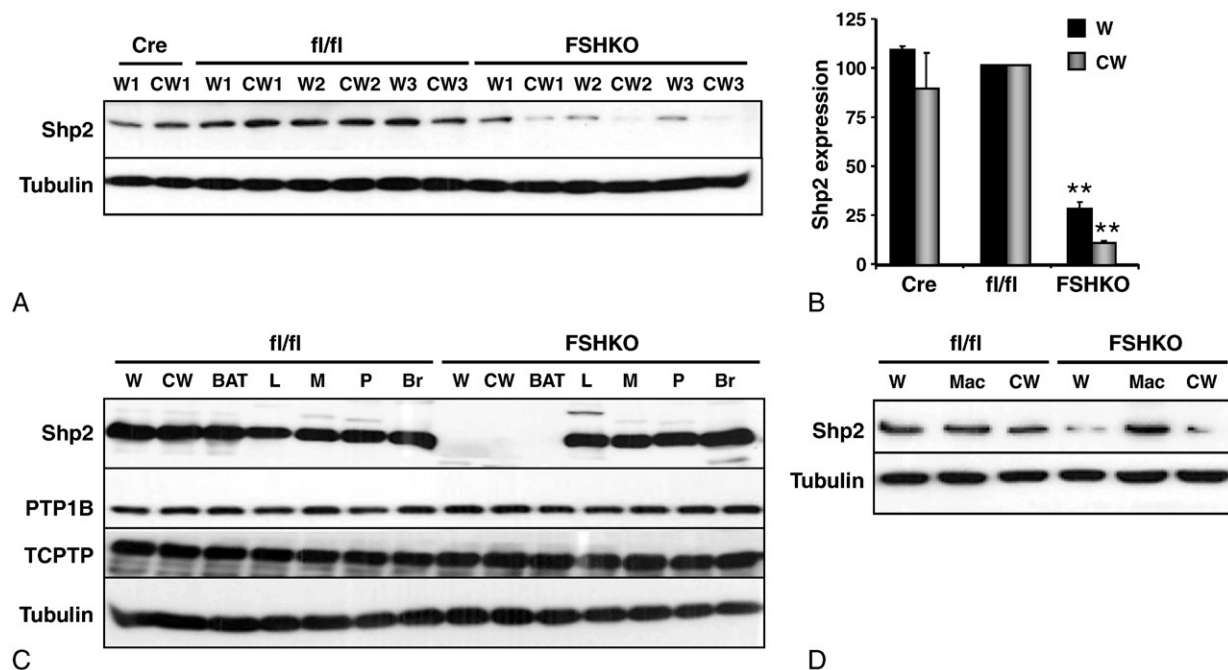 Cre fl/fl FSHKO
W1 CW1 W1 CW1 W2 CW2 W3 CW3 W1 CW1 W2 CW2 W3 CW3
Shp2
Tubulin
A
Shp2 expression
125
100
75
50
25
0
W
CW
**
**
Cre fl/fl FSHKO
B
fl/fl FSHKO
W CW BAT L M P Br W CW BAT L M P Br
Shp2
PTP1B
TCPTP
Tubulin
C
fl/fl FSHKO
W Mac CW W Mac CW
Shp2
Tubulin
D